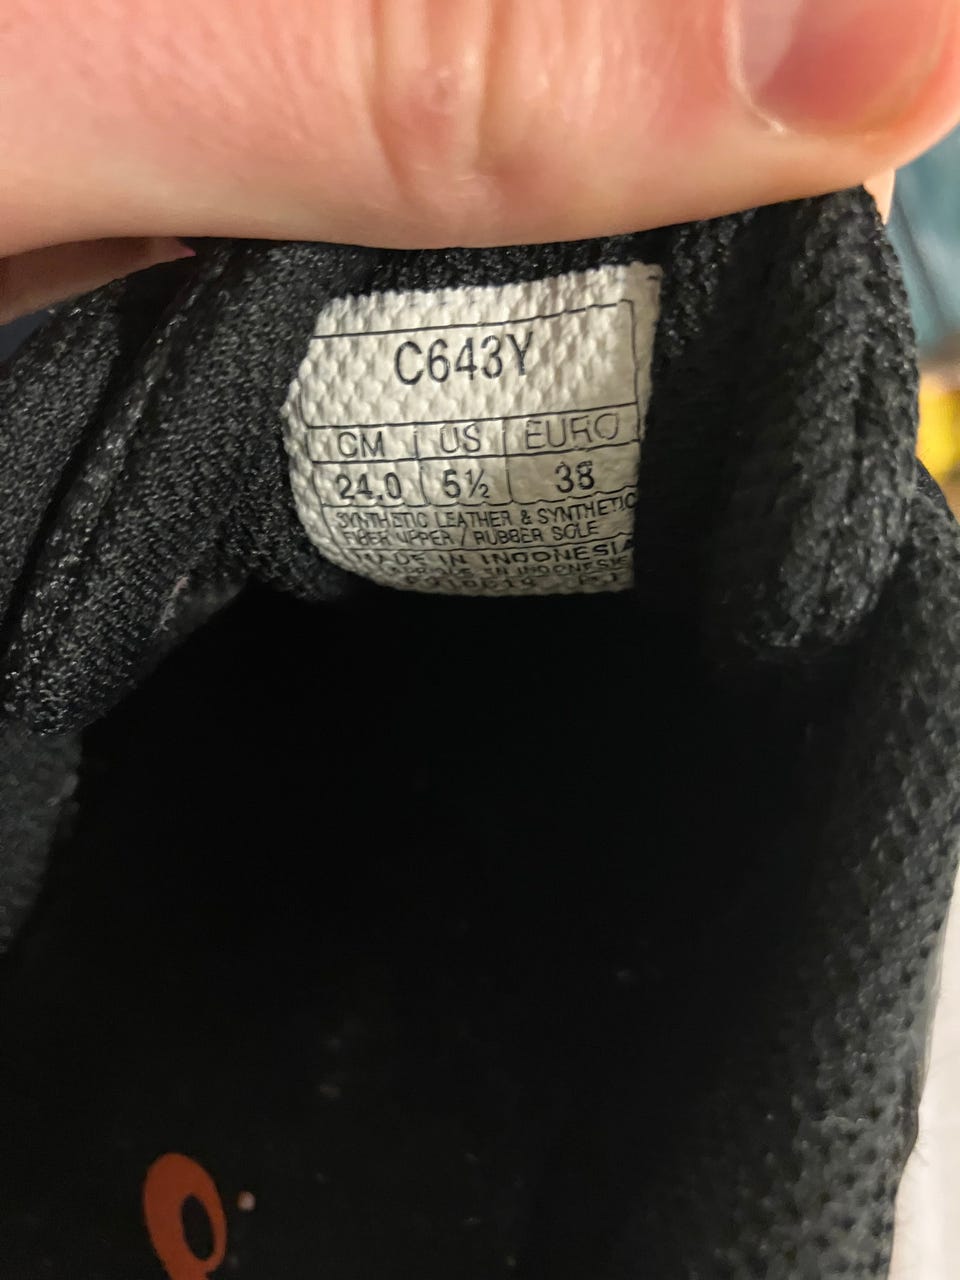 C643Y
CM US EURO
24.0 5½ 38
SYNTHETIC LEATHER & SYNTHETIC
FIBER UPPER / RUBBER SOLE
MADE IN INDONESIA